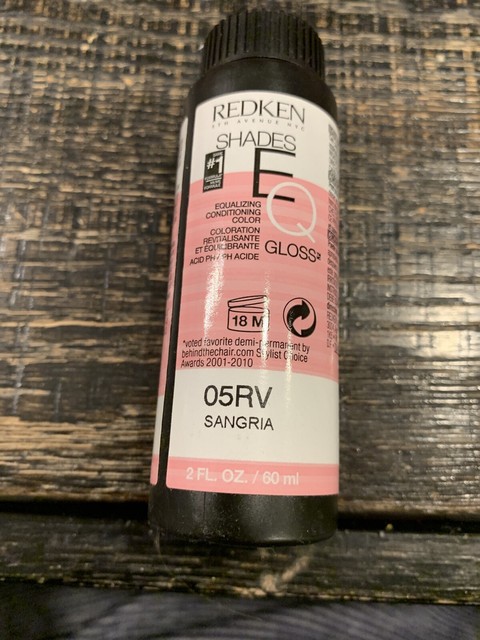 REDKEN
5TH AVENUE NYC
SHADES
#1
EQ
EQUALIZING
CONDITIONING
COLOR
COLORATION
REVITALISANTE
ET ÉQUILIBRANTE
ACID PH / PH ACIDE
GLOSS
18 M
*voted favorite demi-permanent by
behindthechair.com Stylist Choice
Awards 2001-2010
05RV
SANGRIA
2 FL. OZ. / 60 ml